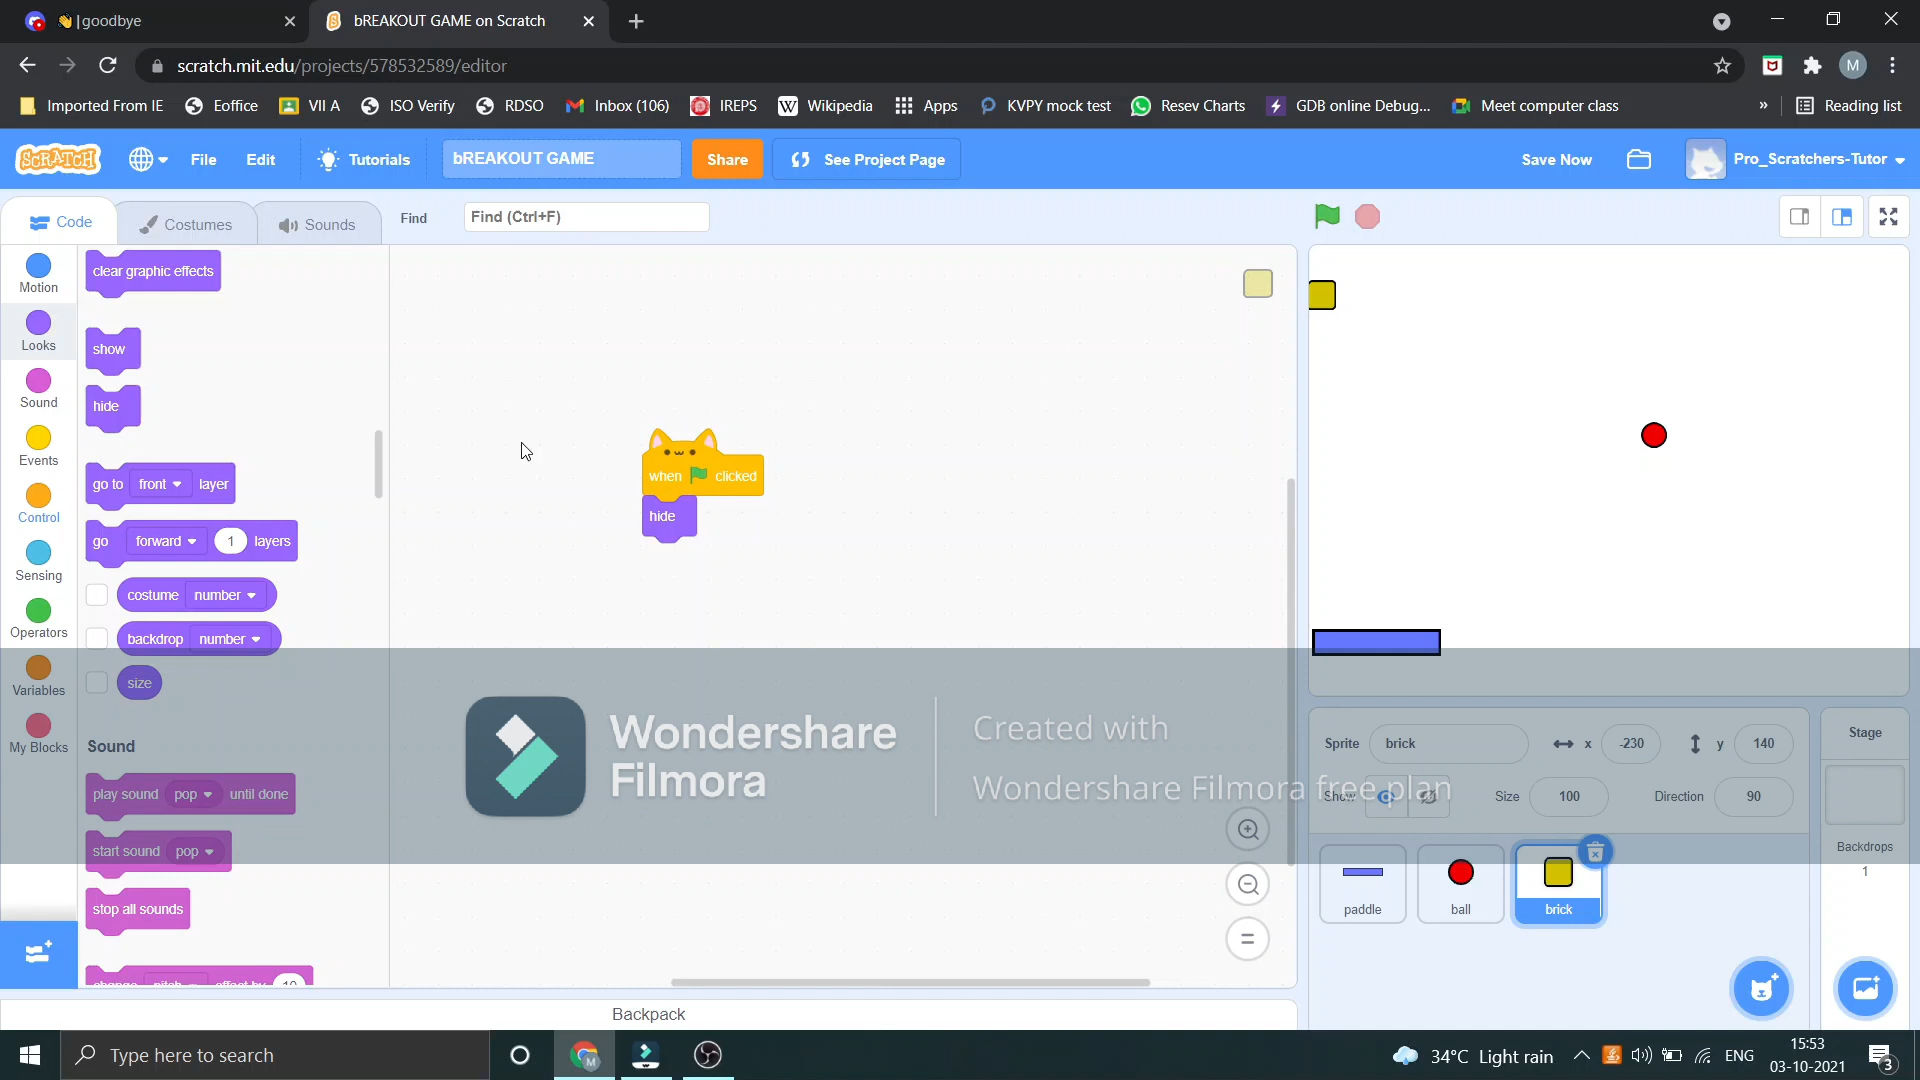 |goodbye
bREAKOUT GAME on Scratch
scratch.mit.edu/projects/578532589/editor
Imported From IE
Eoffice
VII A
ISO Verify
RDSO
Inbox (106)
IREPS
Wikipedia
Apps
KVPY mock test
Resev Charts
GDB online Debug...
Meet computer class
»
Reading list
M
SCRATCH
File
Edit
Tutorials
bREAKOUT GAME
Share
See Project Page
Save Now
Pro_Scratchers-Tutor
Code
Costumes
Sounds
Find
Find (Ctrl+F)
Motion
Looks
Sound
Events
Control
Sensing
Operators
Variables
My Blocks
clear graphic effects
show
hide
go to front layer
go forward 1 layers
costume number
backdrop number
size
Sound
play sound pop until done
start sound pop
stop all sounds
change pitch effect by 10
when clicked
hide
Wondershare
Filmora
Created with
Wondershare Filmora free plan
Sprite brick x -230 y 140
Show Size 100 Direction 90
paddle
ball
brick
Stage
Backdrops
1
Backpack
Type here to search
34°C Light rain
ENG
15:53
03-10-2021
3